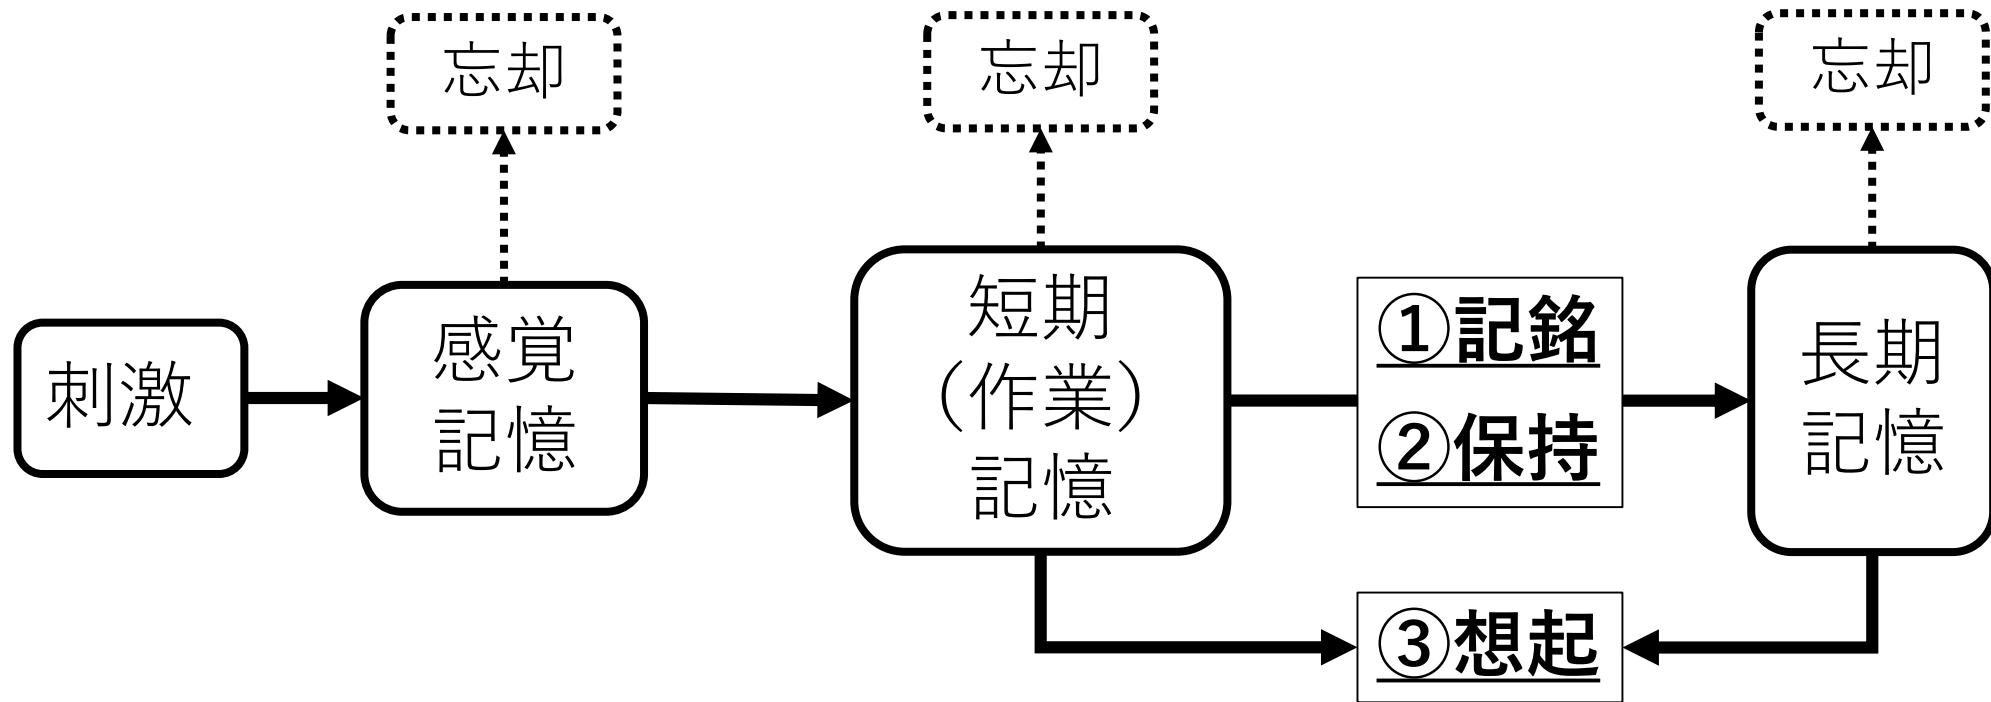 忘却
忘却
忘却
刺激
感覚
記憶
短期
（作業）
記憶
①記銘
②保持
長期
記憶
③想起